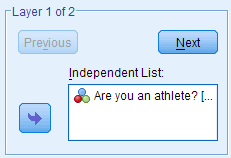 Layer 1 of 2
Previous
Next
Independent List:
Are you an athlete? [...